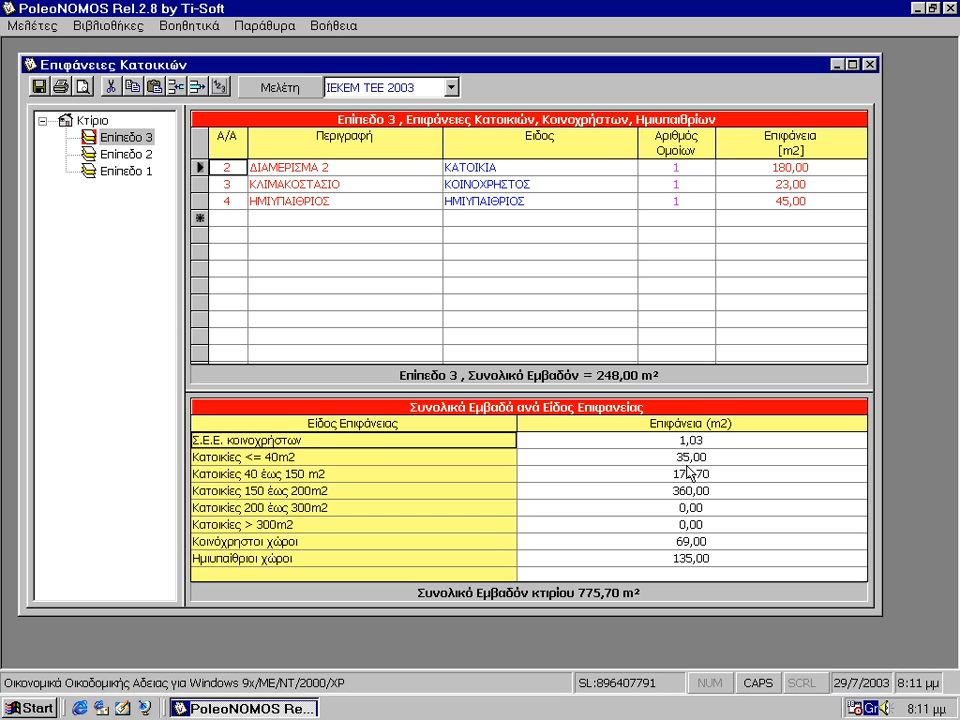 PoleoNOMOS Rel.2.8 by Ti-Soft
Μελέτες Βιβλιοθήκες Βοηθητικά Παράθυρα Βοήθεια
Επιφάνειες Κατοικιών
Μελέτη ΙΕΚΕΜ ΤΕΕ 2003
Κτίριο
Επίπεδο 3
Επίπεδο 2
Επίπεδο 1
Επίπεδο 3 , Επιφάνειες Κατοικιών, Κοινοχρήστων, Ημιυπαιθρίων
Α/Α Περιγραφή Είδος Αριθμός Ομοίων Επιφάνεια [m2]
2 ΔΙΑΜΕΡΙΣΜΑ 2 ΚΑΤΟΙΚΙΑ 1 180,00
3 ΚΛΙΜΑΚΟΣΤΑΣΙΟ ΚΟΙΝΟΧΡΗΣΤΟΣ 1 23,00
4 ΗΜΙΥΠΑΙΘΡΙΟΣ ΗΜΙΥΠΑΙΘΡΙΟΣ 1 45,00
Επίπεδο 3 , Συνολικό Εμβαδόν = 248,00 m²
Συνολικά Εμβαδά ανά Είδος Επιφανείας
Είδος Επιφάνειας Επιφάνεια (m2)
Σ.Ε.Ε. κοινοχρήστων 1,03
Κατοικίες <= 40m2 35,00
Κατοικίες 40 έως 150 m2
Κατοικίες 150 έως 200m2 360,00
Κατοικίες 200 έως 300m2 0,00
Κατοικίες > 300m2 0,00
Κοινόχρηστοι χώροι 69,00
Ημιυπαίθριοι χώροι 135,00
Συνολικό Εμβαδόν κτιρίου 775,70 m²
Οικονομικά Οικοδομικής Αδειας για Windows 9x/ME/NT/2000/XP SL:896407791 NUM CAPS SCRL 29/7/2003 8:11 μμ
Start PoleoNOMOS Re... Gr 8:11 μμ